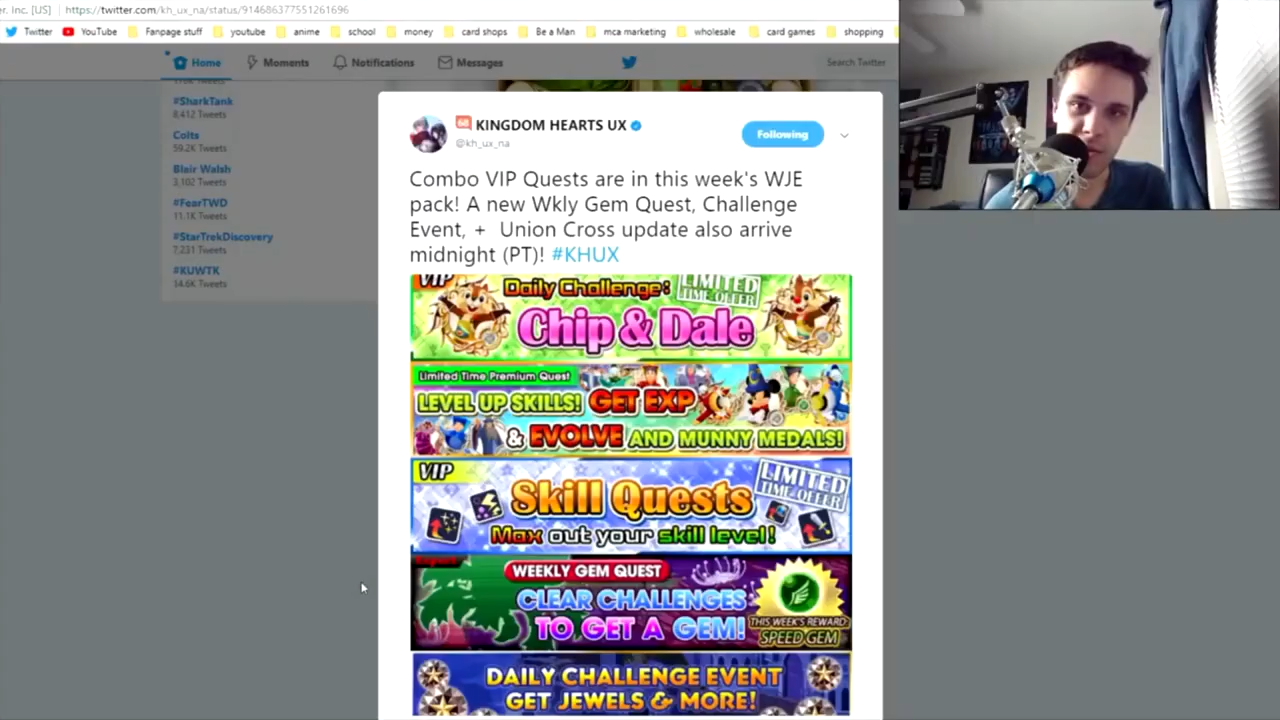 er, Inc. [US] https://twitter.com/kh_ux_na/status/914686377551261696
Twitter YouTube Fanpage stuff youtube anime school money card shops Be a Man mca marketing wholesale card games shopping
Home Moments Notifications Messages Search Twitter
#SharkTank
8,412 Tweets
Colts
59.2K Tweets
Blair Walsh
3,102 Tweets
#FearTWD
11.1K Tweets
#StarTrekDiscovery
7,231 Tweets
#KUWTK
14.6K Tweets
KINGDOM HEARTS UX
@kh_ux_na
Following
Combo VIP Quests are in this week's WJE
pack! A new Wkly Gem Quest, Challenge
Event, + Union Cross update also arrive
midnight (PT)! #KHUX
VIP Daily Challenge: LIMITED TIME OFFER
Chip & Dale
Limited Time Premium Quest
LEVEL UP SKILLS! GET EXP
& EVOLVE AND MUNNY MEDALS!
VIP
Skill Quests
LIMITED TIME OFFER
Max out your skill level!
WEEKLY GEM QUEST
CLEAR CHALLENGES
TO GET A GEM!
THIS WEEK'S REWARD:
SPEED GEM
DAILY CHALLENGE EVENT
GET JEWELS & MORE!